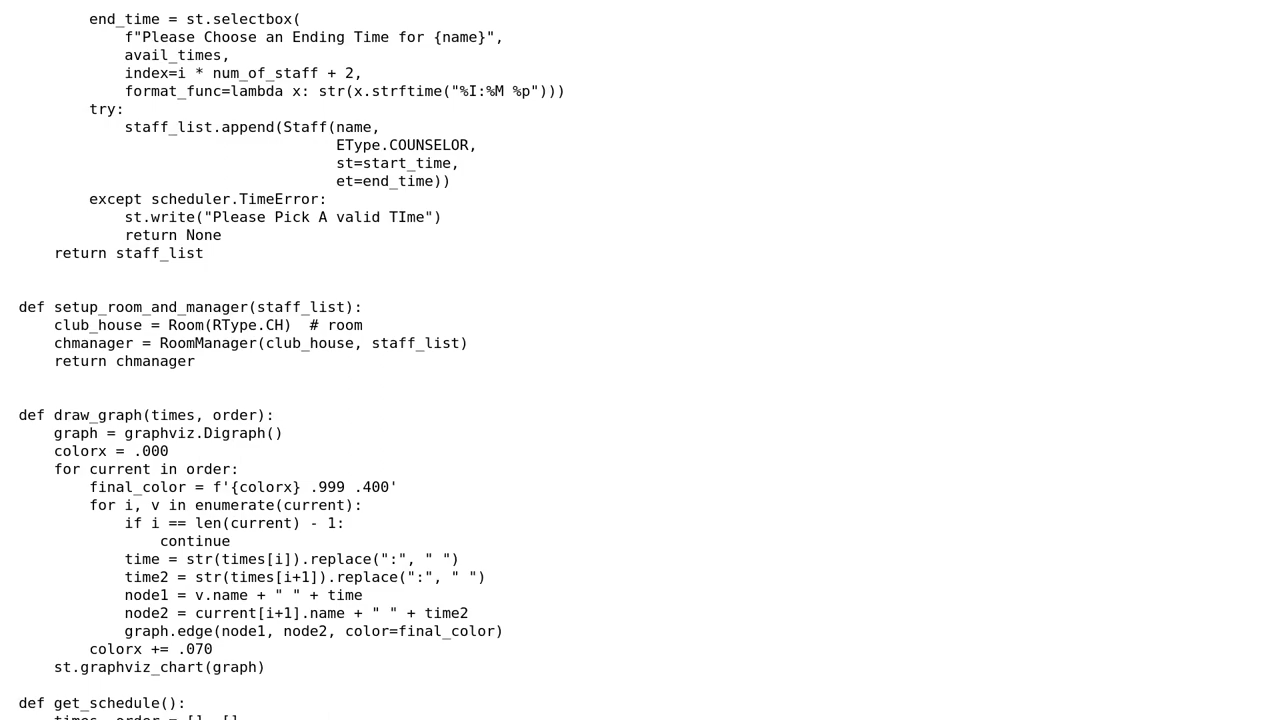 end_time = st.selectbox(
            f"Please Choose an Ending Time for {name}",
            avail_times,
            index=i * num_of_staff + 2,
            format_func=lambda x: str(x.strftime("%I:%M %p")))
        try:
            staff_list.append(Staff(name,
                                    EType.COUNSELOR,
                                    st=start_time,
                                    et=end_time))
        except scheduler.TimeError:
            st.write("Please Pick A valid TIme")
            return None
    return staff_list


def setup_room_and_manager(staff_list):
    club_house = Room(RType.CH)  # room
    chmanager = RoomManager(club_house, staff_list)
    return chmanager


def draw_graph(times, order):
    graph = graphviz.Digraph()
    colorx = .000
    for current in order:
        final_color = f'{colorx} .999 .400'
        for i, v in enumerate(current):
            if i == len(current) - 1:
                continue
            time = str(times[i]).replace(":", " ")
            time2 = str(times[i+1]).replace(":", " ")
            node1 = v.name + " " + time
            node2 = current[i+1].name + " " + time2
            graph.edge(node1, node2, color=final_color)
        colorx += .070
    st.graphviz_chart(graph)

def get_schedule():
    times, order = [], []